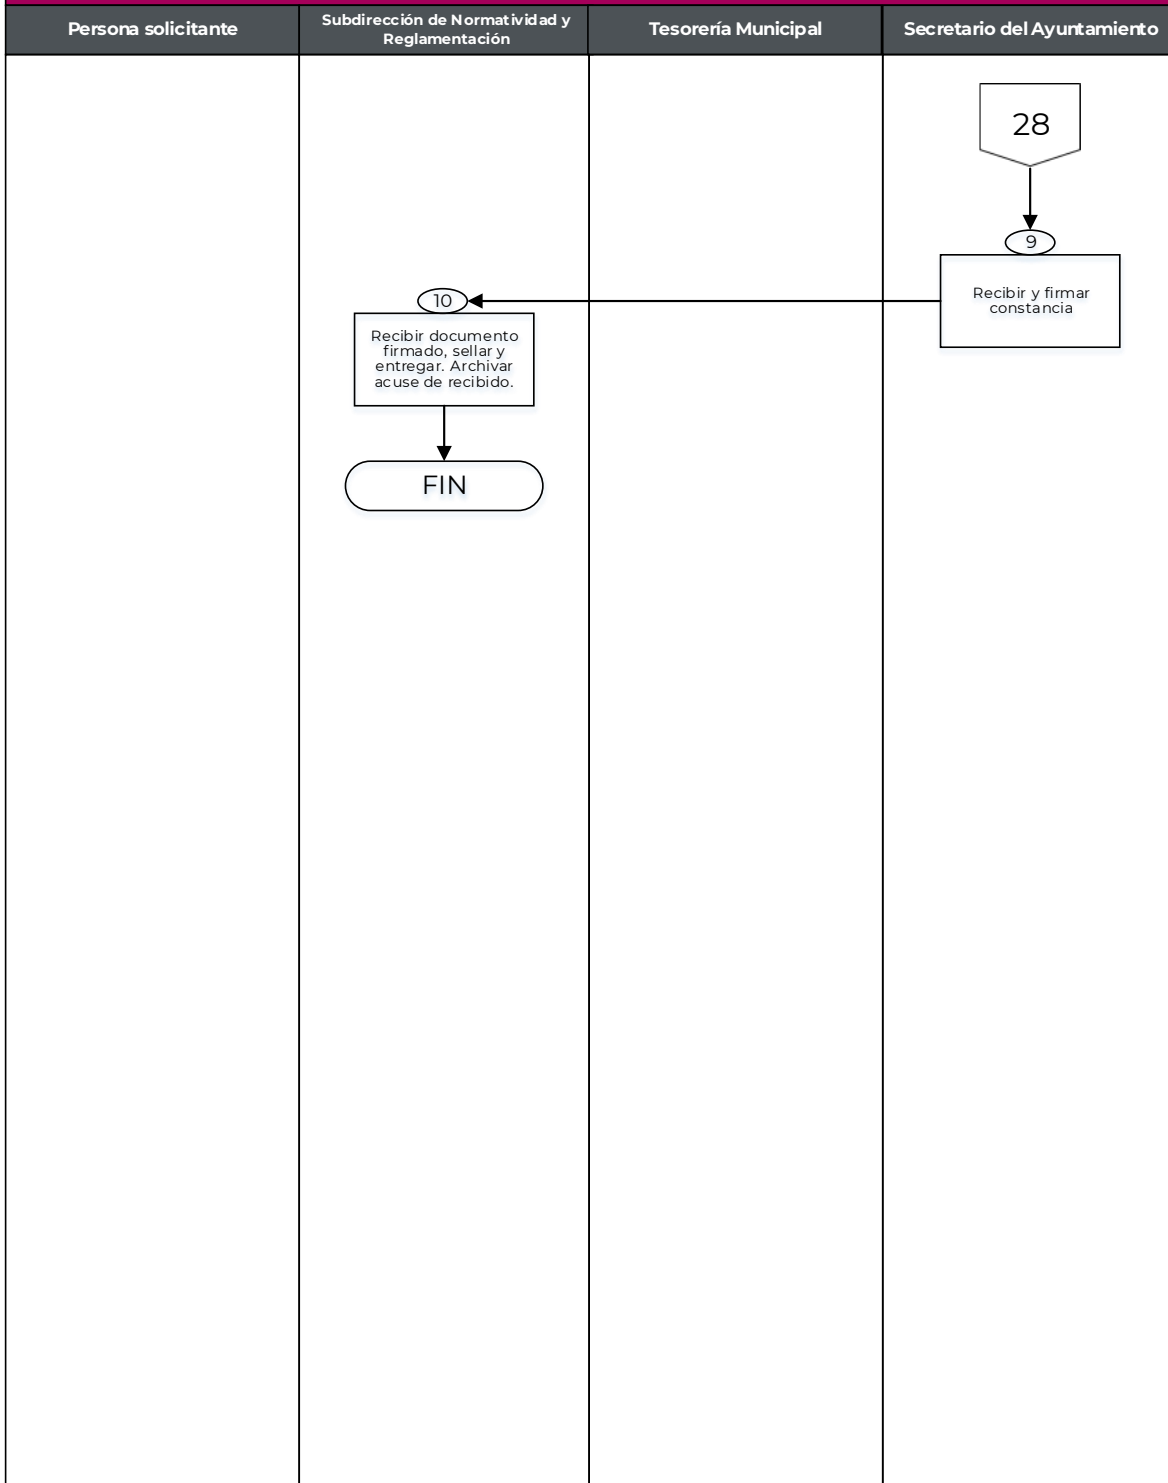 Persona solicitante
Subdirección de Normatividad y
Reglamentación
Tesorería Municipal
Secretario del Ayuntamiento
28
9
Recibir y firmar
constancia
10
Recibir documento
firmado, sellar y
entregar. Archivar
acuse de recibido.
FIN